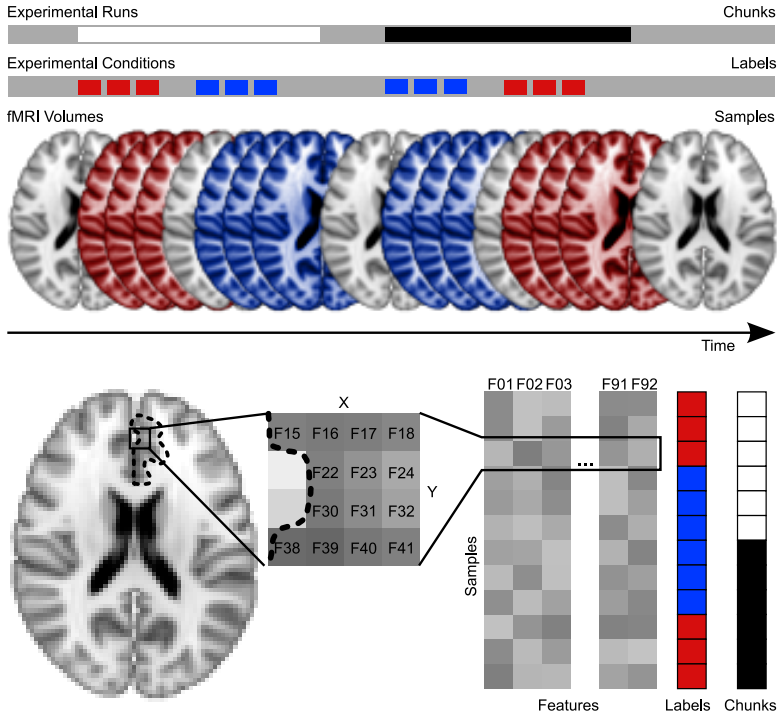 Experimental Runs Chunks
Experimental Conditions Labels
fMRI Volumes Samples
Time
X
F15 F16 F17 F18
F22 F23 F24
F30 F31 F32
F38 F39 F40 F41
Y
F01 F02 F03 F91 F92
...
Samples
Features Labels Chunks